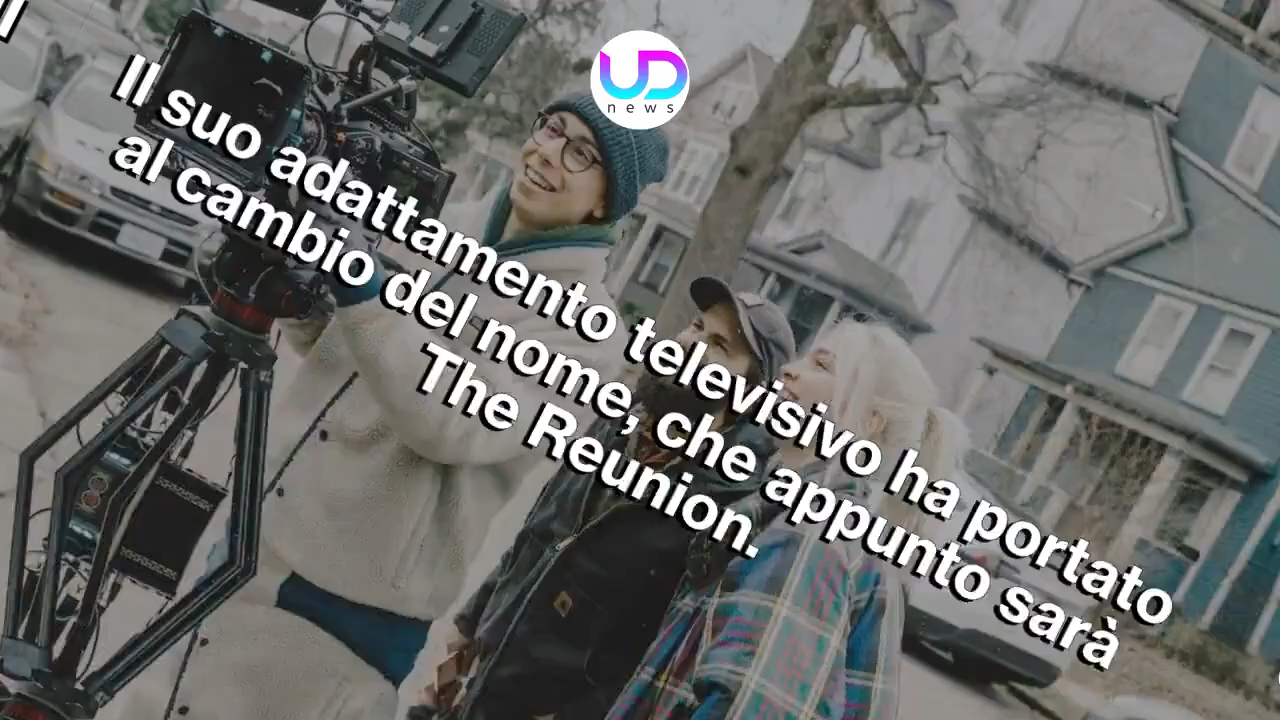 UD
news
Il suo adattamento televisivo ha portato
al cambio del nome, che appunto sarà
The Reunion.